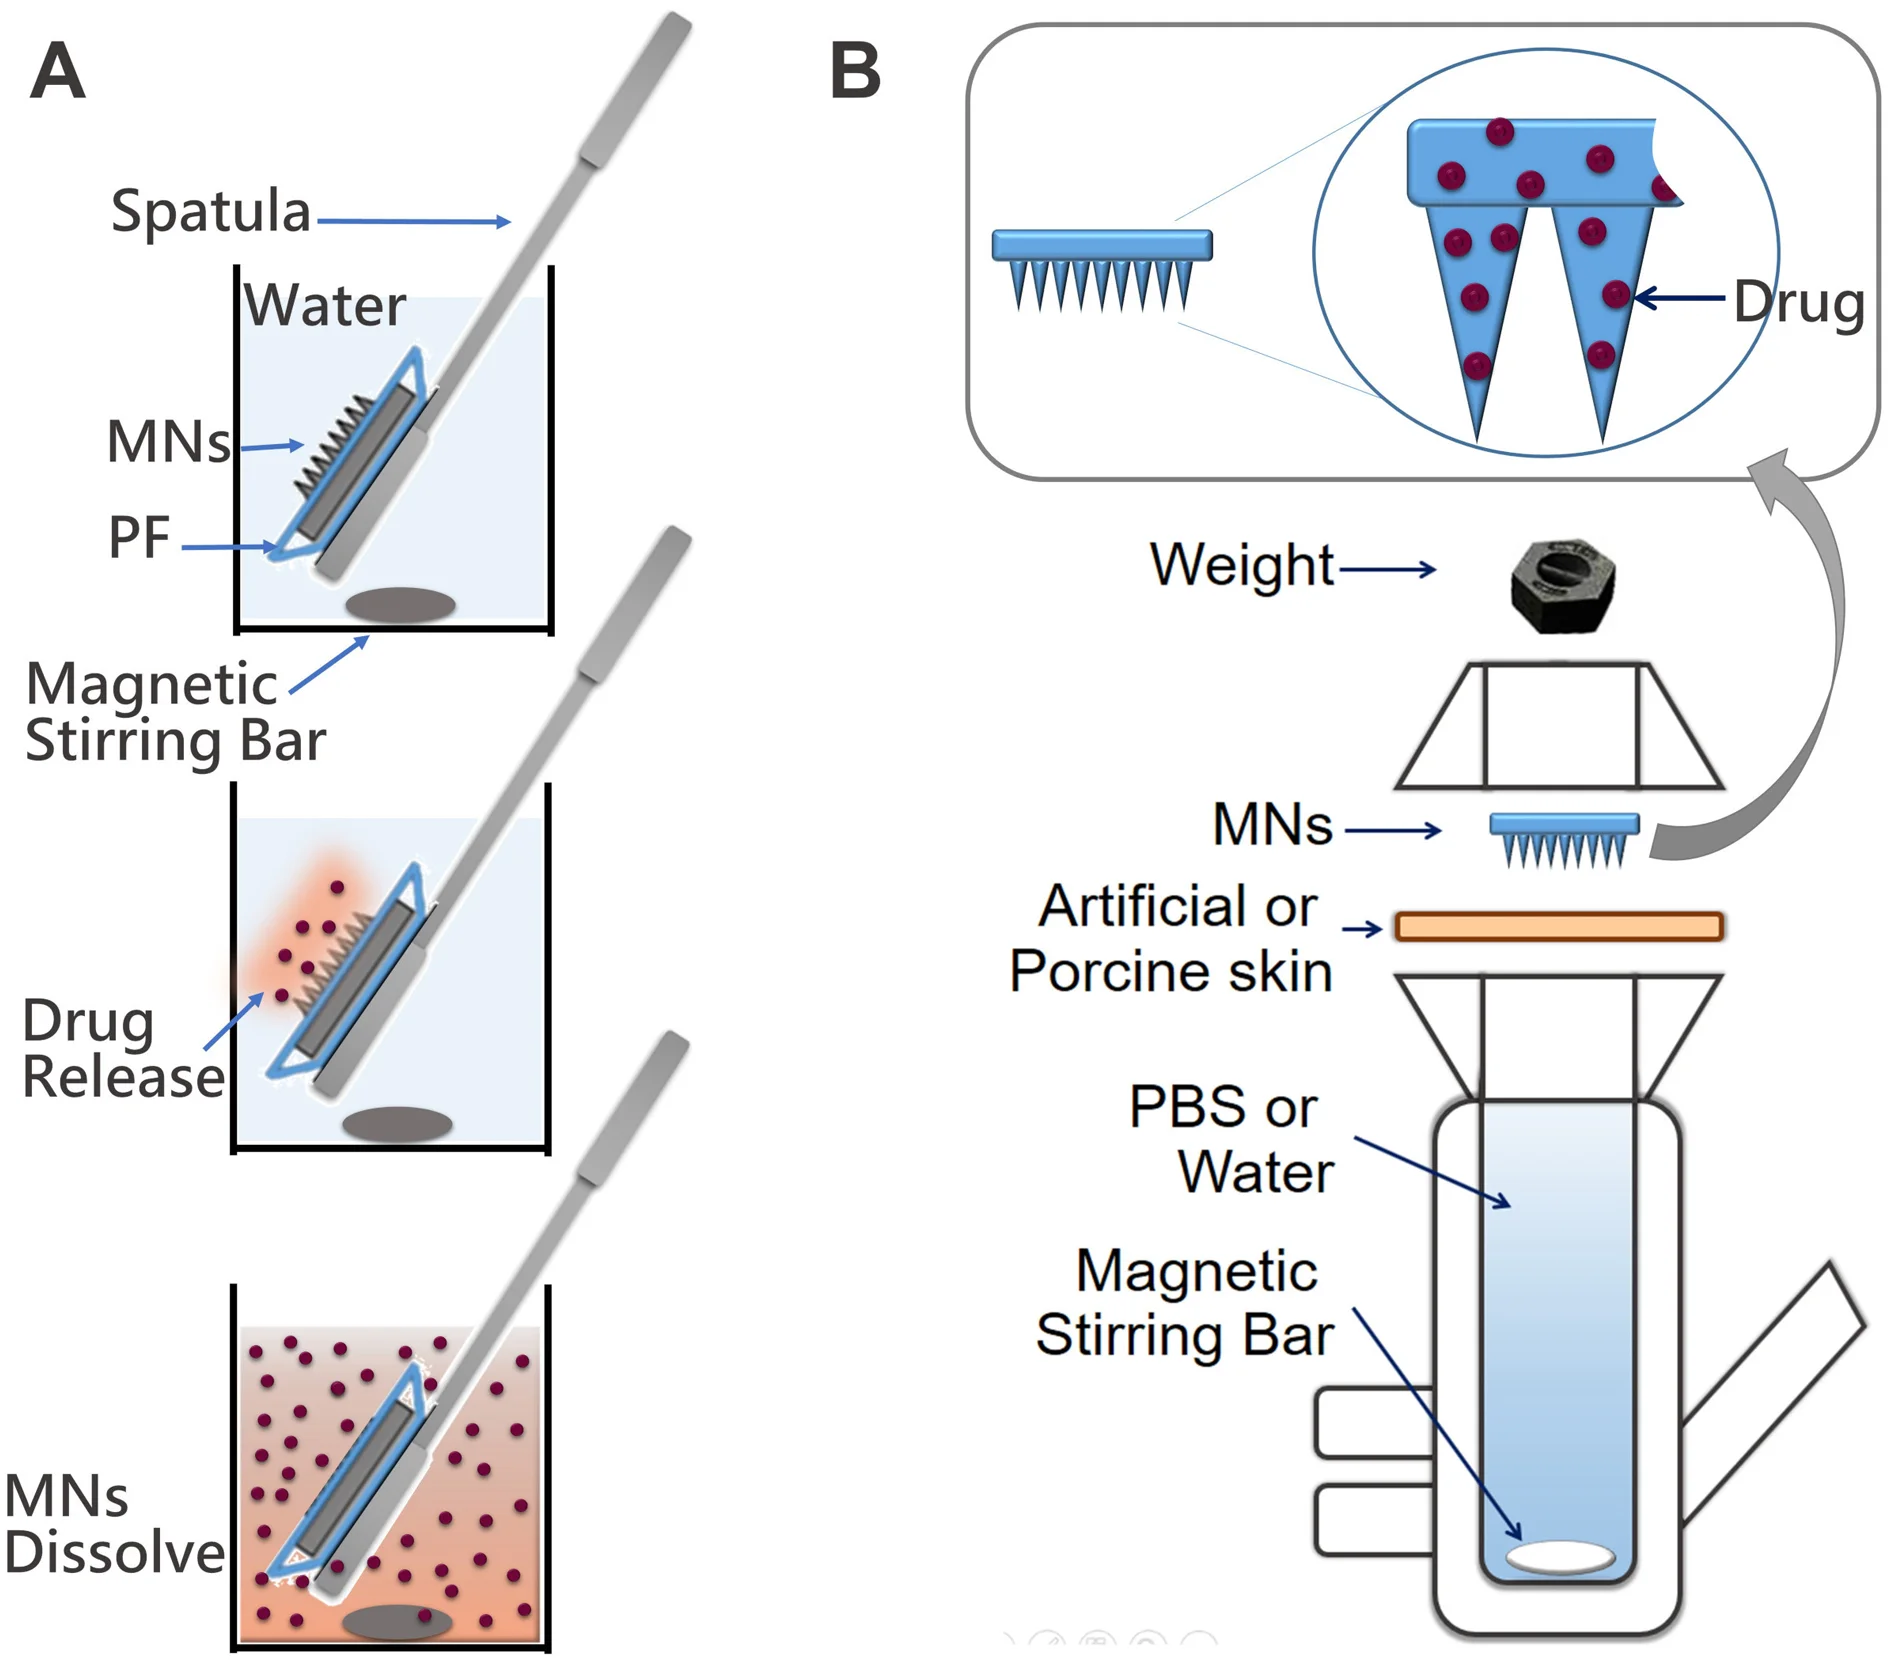 A
Spatula
Water
MNs
PF
Magnetic
Stirring Bar
Drug
Release
MNs
Dissolve
B
Drug
Weight
MNs
Artificial or
Porcine skin
PBS or
Water
Magnetic
Stirring Bar